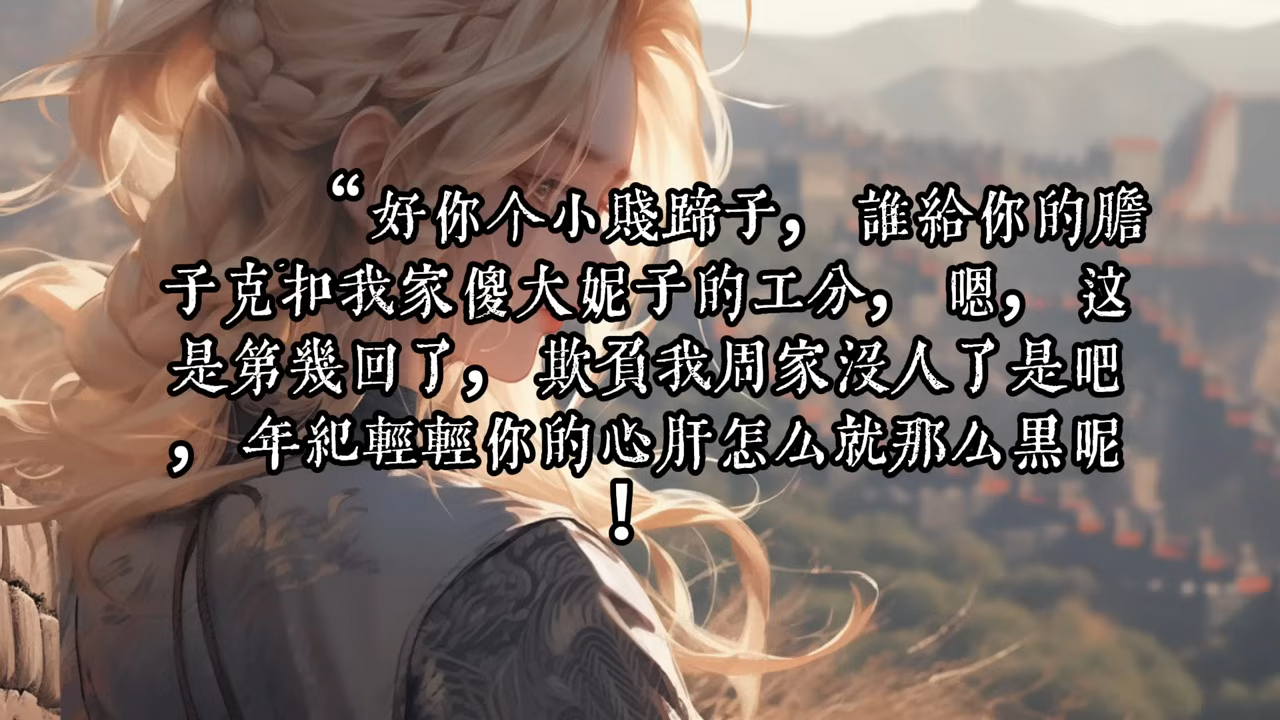 “好你个小賤蹄子， 誰給你的膽
子克扣我家傻大妮子的工分， 嗯， 这
是第幾回了， 欺負我周家沒人了是吧
， 年紀輕輕你的心肝怎么就那么黑呢
！